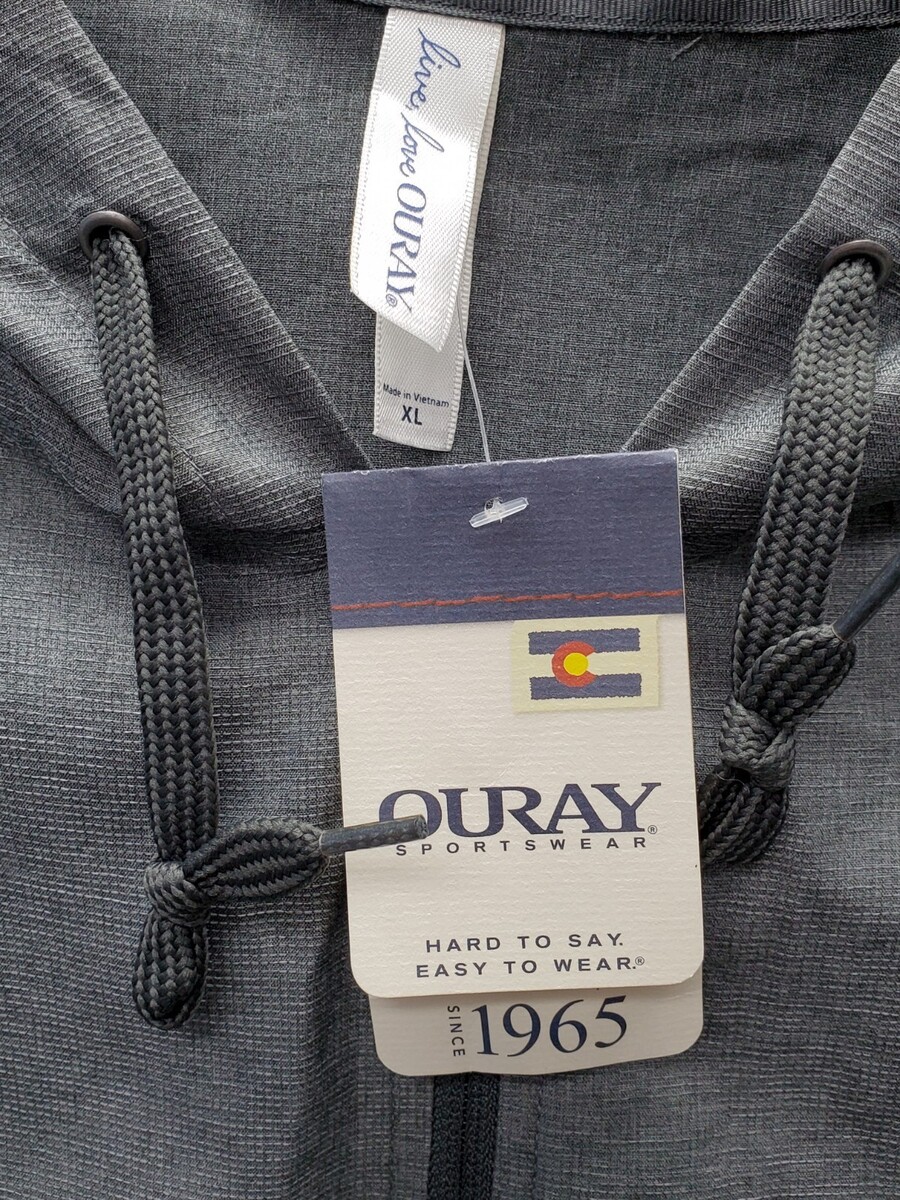 live, love OURAY®
Made in Vietnam
XL
OURAY®
SPORTSWEAR
HARD TO SAY.
EASY TO WEAR.®
SINCE 1965